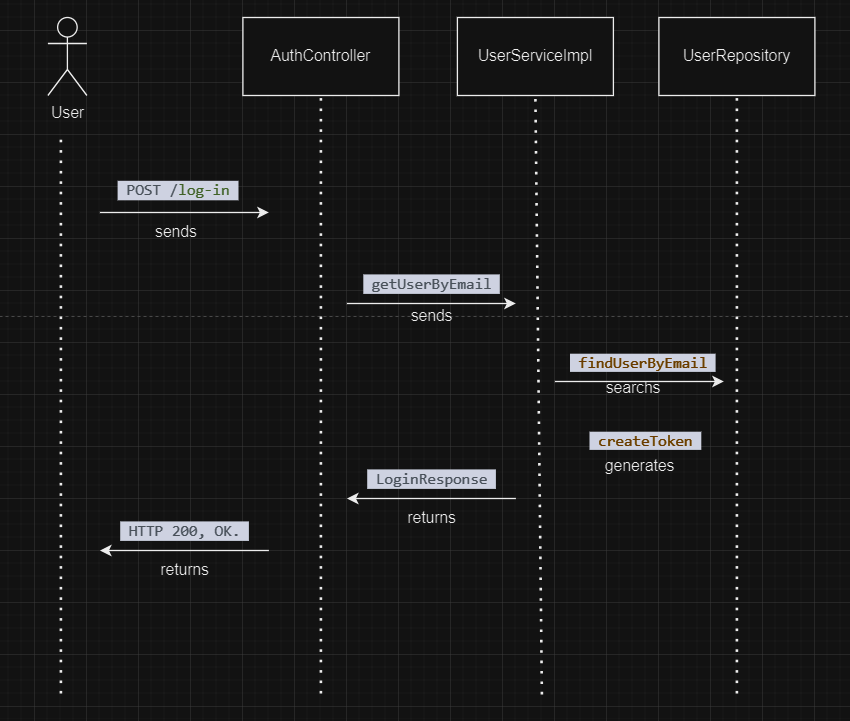 User
AuthController
UserServiceImpl
UserRepository
POST /log-in
sends
getUserByEmail
sends
findUserByEmail
searchs
createToken
generates
LoginResponse
returns
HTTP 200, OK.
returns